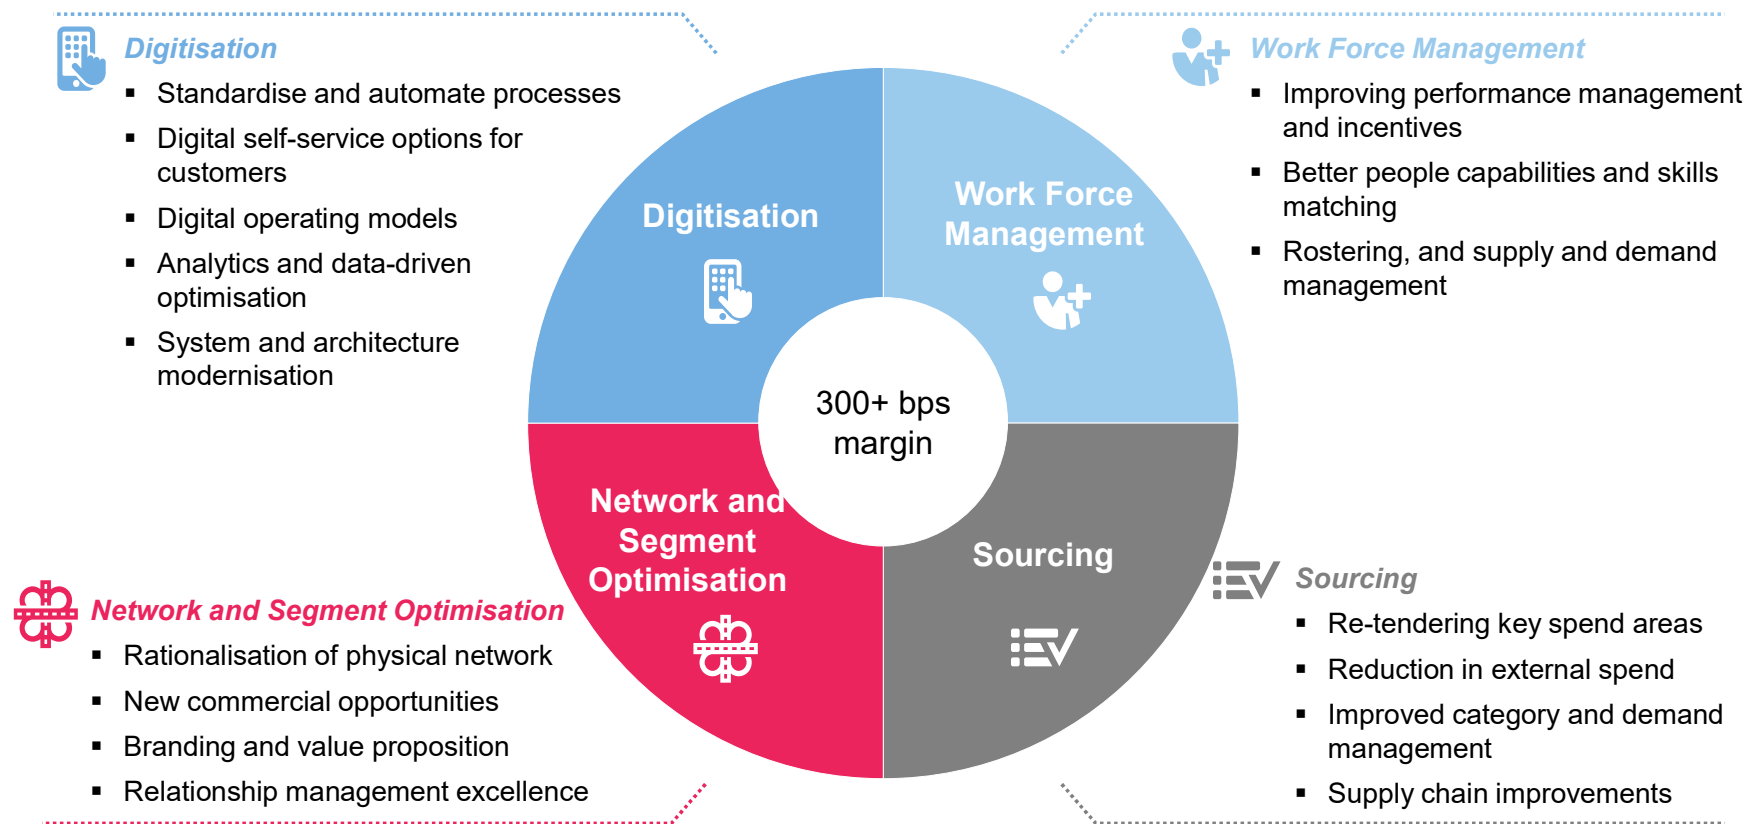 Digitisation
Standardise and automate processes
Digital self-service options for
customers
Digital operating models
Analytics and data-driven
optimisation
System and architecture
modernisation
Work Force Management
Improving performance management
and incentives
Better people capabilities and skills
matching
Rostering, and supply and demand
management
Digitisation
Work Force
Management
300+ bps
margin
Network and
Segment
Optimisation
Sourcing
Network and Segment Optimisation
Rationalisation of physical network
New commercial opportunities
Branding and value proposition
Relationship management excellence
Sourcing
Re-tendering key spend areas
Reduction in external spend
Improved category and demand
management
Supply chain improvements